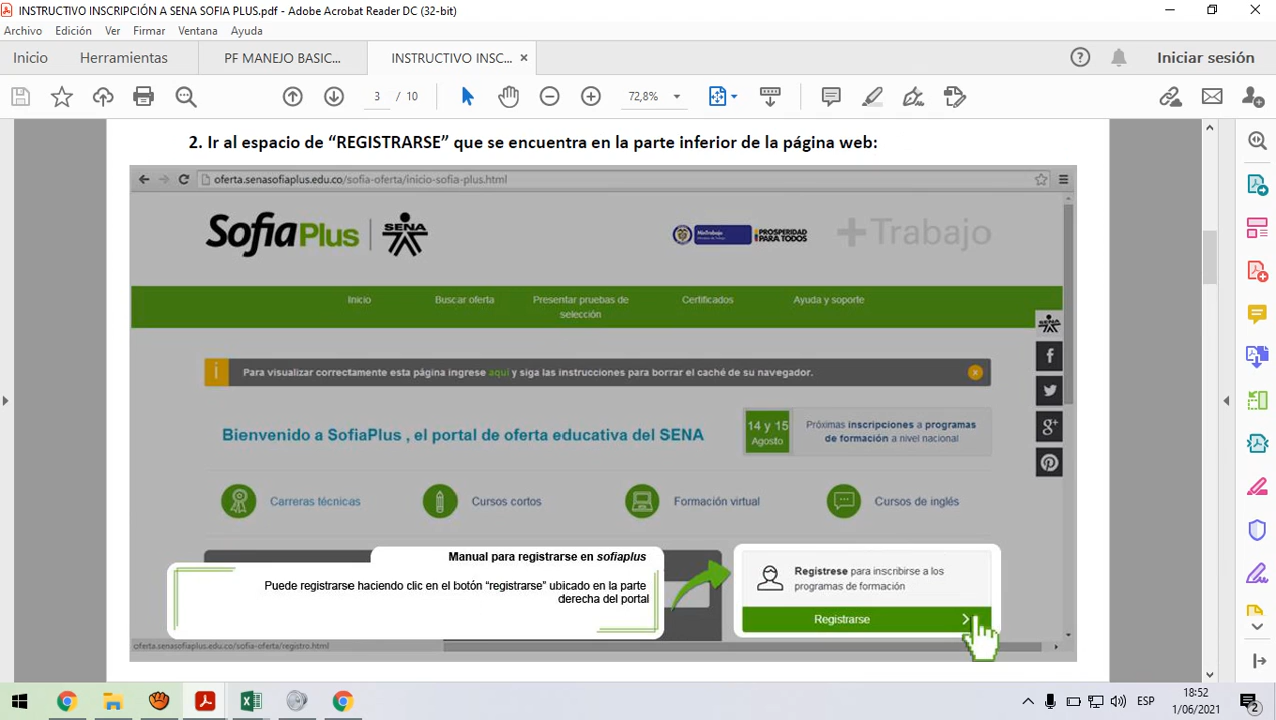 INSTRUCTIVO INSCRIPCIÓN A SENA SOFIA PLUS.pdf - Adobe Acrobat Reader DC (32-bit)
Archivo Edición Ver Firmar Ventana Ayuda
Inicio Herramientas PF MANEJO BASIC... INSTRUCTIVO INSC... × Iniciar sesión
3 / 10 72,8%
2. Ir al espacio de “REGISTRARSE” que se encuentra en la parte inferior de la página web:
oferta.senasofiaplus.edu.co/sofia-oferta/inicio-sofia-plus.html
SofiaPlus SENA MinTrabajo PROSPERIDAD PARA TODOS +Trabajo
Inicio Buscar oferta Presentar pruebas de selección Certificados Ayuda y soporte
SENA
i Para visualizar correctamente esta página ingrese aquí y siga las instrucciones para borrar el caché de su navegador.
Bienvenido a SofiaPlus , el portal de oferta educativa del SENA
14 y 15 Agosto
Próximas inscripciones a programas
de formación a nivel nacional
Carreras técnicas Cursos cortos Formación virtual Cursos de inglés
Manual para registrarse en sofiaplus
Puede registrarse haciendo clic en el botón “registrarse” ubicado en la parte
derecha del portal
Regístrese para inscribirse a los
programas de formación
Registrarse
oferta.senasofiaplus.edu.co/sofia-oferta/registro.html
ESP
18:52
1/06/2021
2